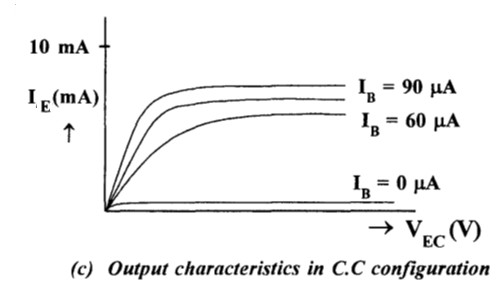 10 mA
I_E(mA)
↑
I_B = 90 µA
I_B = 60 µA
I_B = 0 µA
→ V_EC(V)
(c) Output characteristics in C.C configuration